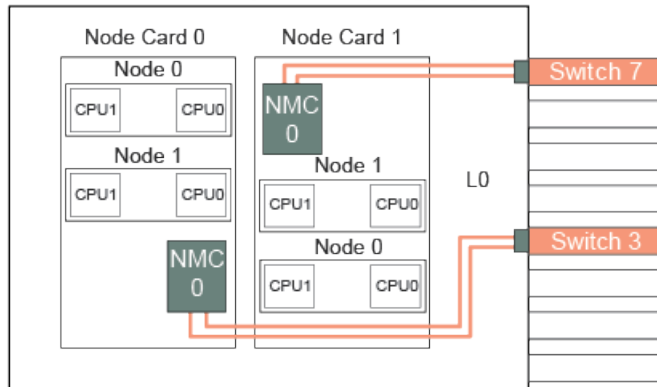 Node Card 0
Node 0
CPU1
CPU0
Node 1
CPU1
CPU0
NMC
0
Node Card 1
NMC
0
Node 1
CPU1
CPU0
Node 0
CPU1
CPU0
L0
Switch 7
Switch 3